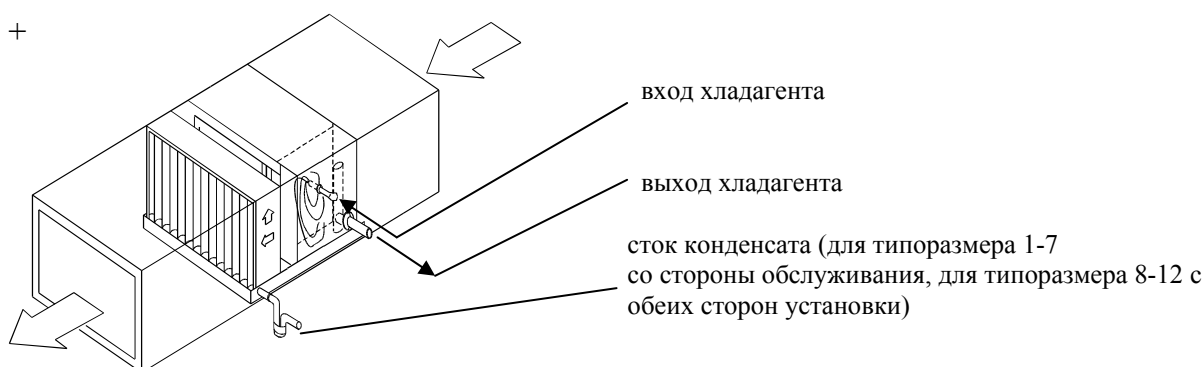 +
вход хладагента
выход хладагента
сток конденсата (для типоразмера 1-7
со стороны обслуживания, для типоразмера 8-12 с
обеих сторон установки)